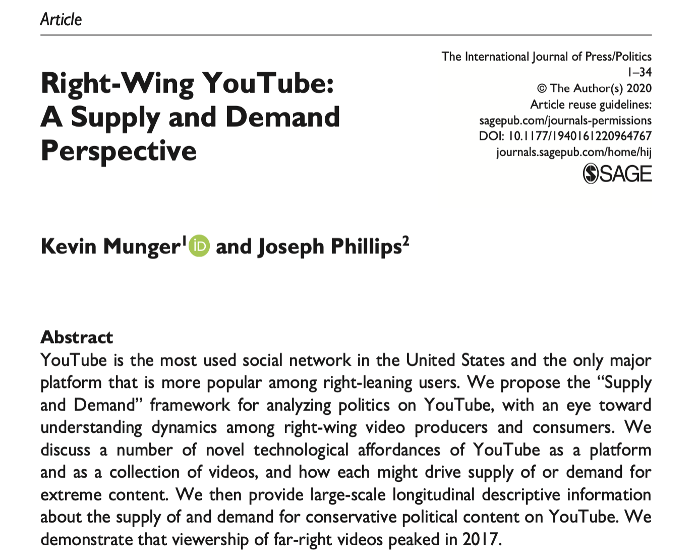 Article
The International Journal of Press/Politics
1–34
© The Author(s) 2020
Article reuse guidelines:
sagepub.com/journals-permissions
DOI: 10.1177/1940161220964767
journals.sagepub.com/home/hij
SAGE
Right-Wing YouTube:
A Supply and Demand
Perspective
Kevin Munger¹ iD and Joseph Phillips²
Abstract
YouTube is the most used social network in the United States and the only major
platform that is more popular among right-leaning users. We propose the “Supply
and Demand” framework for analyzing politics on YouTube, with an eye toward
understanding dynamics among right-wing video producers and consumers. We
discuss a number of novel technological affordances of YouTube as a platform
and as a collection of videos, and how each might drive supply of or demand for
extreme content. We then provide large-scale longitudinal descriptive information
about the supply of and demand for conservative political content on YouTube. We
demonstrate that viewership of far-right videos peaked in 2017.